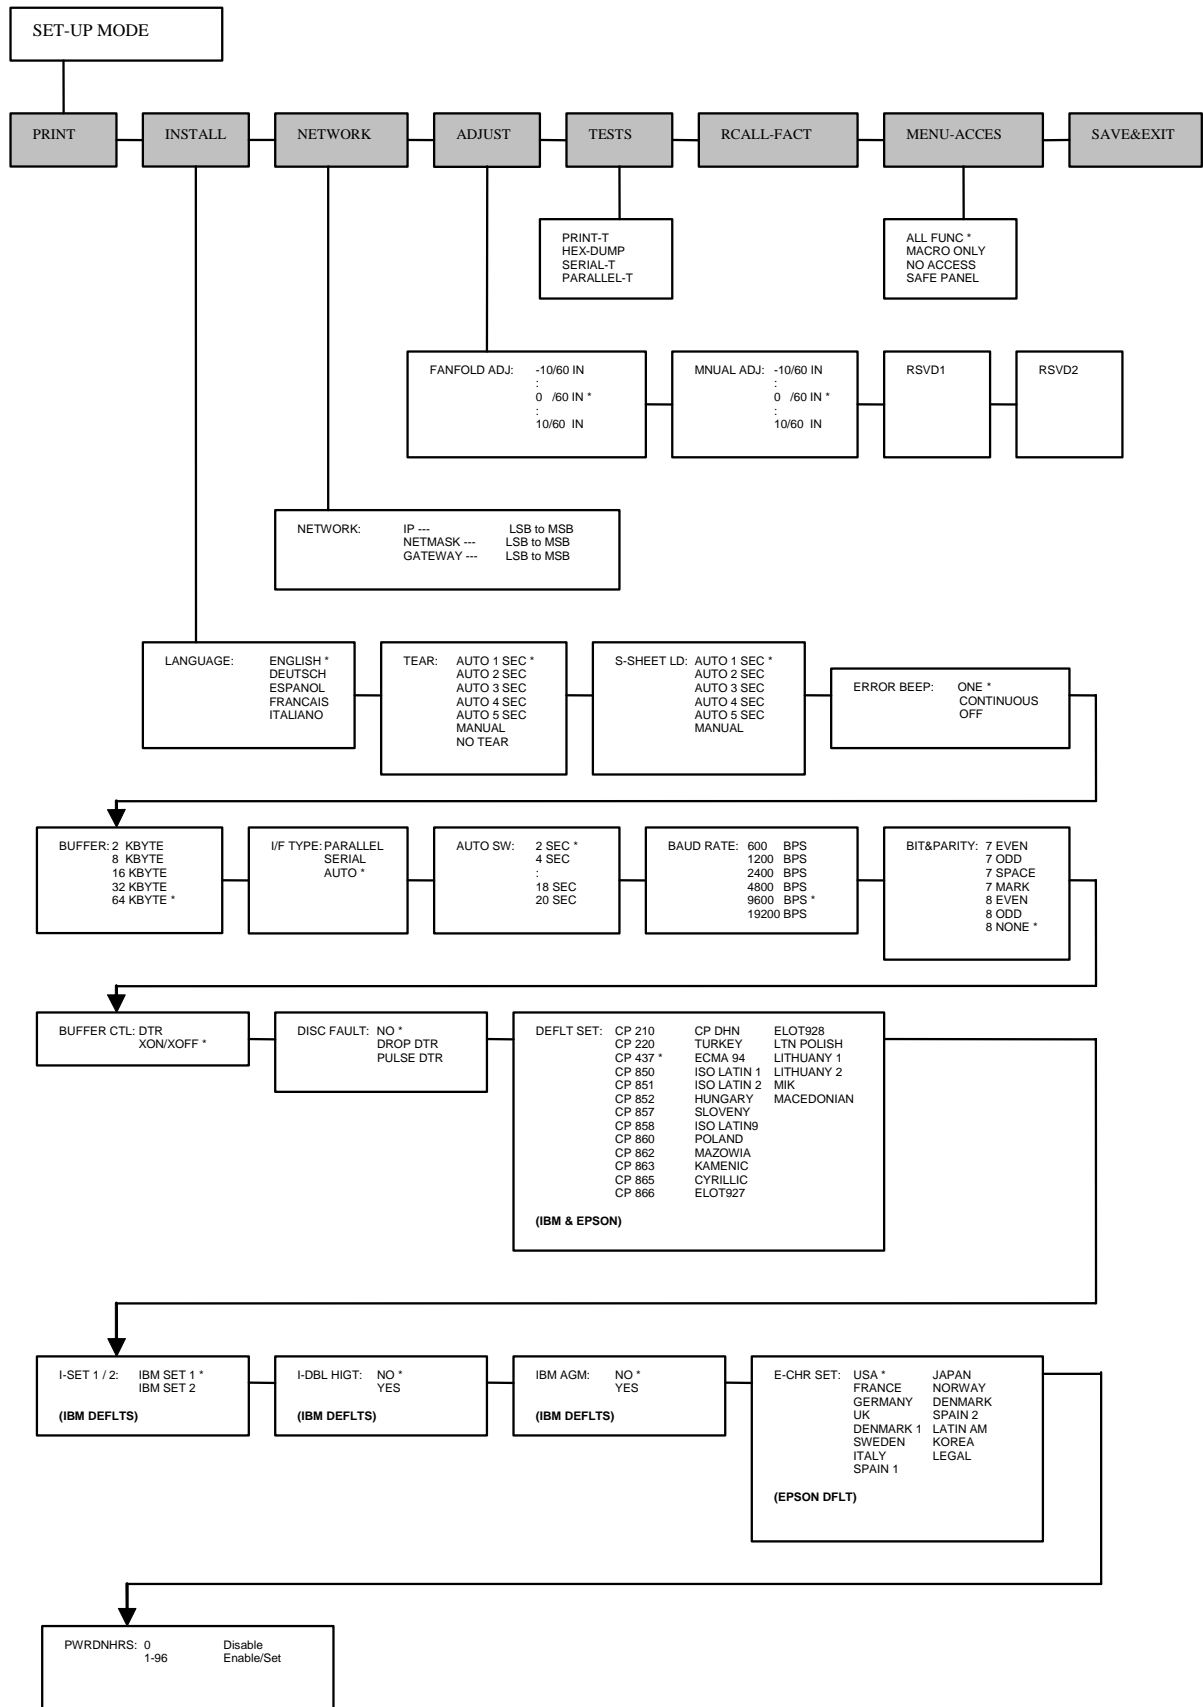 SET-UP MODE
PRINT
INSTALL
NETWORK
ADJUST
TESTS
RCALL-FACT
MENU-ACCES
SAVE&EXIT
PRINT-T
HEX-DUMP
SERIAL-T
PARALLEL-T
ALL FUNC *
MACRO ONLY
NO ACCESS
SAFE PANEL
FANFOLD ADJ: -10/60 IN
:
0 /60 IN *
:
10/60 IN
MNUAL ADJ: -10/60 IN
:
0 /60 IN *
:
10/60 IN
RSVD1
RSVD2
NETWORK: IP --- LSB to MSB
NETMASK --- LSB to MSB
GATEWAY --- LSB to MSB
LANGUAGE: ENGLISH *
DEUTSCH
ESPANOL
FRANCAIS
ITALIANO
TEAR: AUTO 1 SEC *
AUTO 2 SEC
AUTO 3 SEC
AUTO 4 SEC
AUTO 5 SEC
MANUAL
NO TEAR
S-SHEET LD: AUTO 1 SEC *
AUTO 2 SEC
AUTO 3 SEC
AUTO 4 SEC
AUTO 5 SEC
MANUAL
ERROR BEEP: ONE *
CONTINUOUS
OFF
BUFFER: 2 KBYTE
8 KBYTE
16 KBYTE
32 KBYTE
64 KBYTE *
I/F TYPE: PARALLEL
SERIAL
AUTO *
AUTO SW: 2 SEC *
4 SEC
:
18 SEC
20 SEC
BAUD RATE: 600 BPS
1200 BPS
2400 BPS
4800 BPS
9600 BPS *
19200 BPS
BIT&PARITY: 7 EVEN
7 ODD
7 SPACE
7 MARK
8 EVEN
8 ODD
8 NONE *
BUFFER CTL: DTR
XON/XOFF *
DISC FAULT: NO *
DROP DTR
PULSE DTR
DEFLT SET: CP 210 CP DHN ELOT928
CP 220 TURKEY LTN POLISH
CP 437 * ECMA 94 LITHUANY 1
CP 850 ISO LATIN 1 LITHUANY 2
CP 851 ISO LATIN 2 MIK
CP 852 HUNGARY MACEDONIAN
CP 857 SLOVENY
CP 858 ISO LATIN9
CP 860 POLAND
CP 862 MAZOWIA
CP 863 KAMENIC
CP 865 CYRILLIC
CP 866 ELOT927
(IBM & EPSON)
I-SET 1 / 2: IBM SET 1 *
IBM SET 2
(IBM DEFLTS)
I-DBL HIGT: NO *
YES
(IBM DEFLTS)
IBM AGM: NO *
YES
(IBM DEFLTS)
E-CHR SET: USA * JAPAN
FRANCE NORWAY
GERMANY DENMARK
UK SPAIN 2
DENMARK 1 LATIN AM
SWEDEN KOREA
ITALY LEGAL
SPAIN 1
(EPSON DFLT)
PWRDNHRS: 0 Disable
1-96 Enable/Set